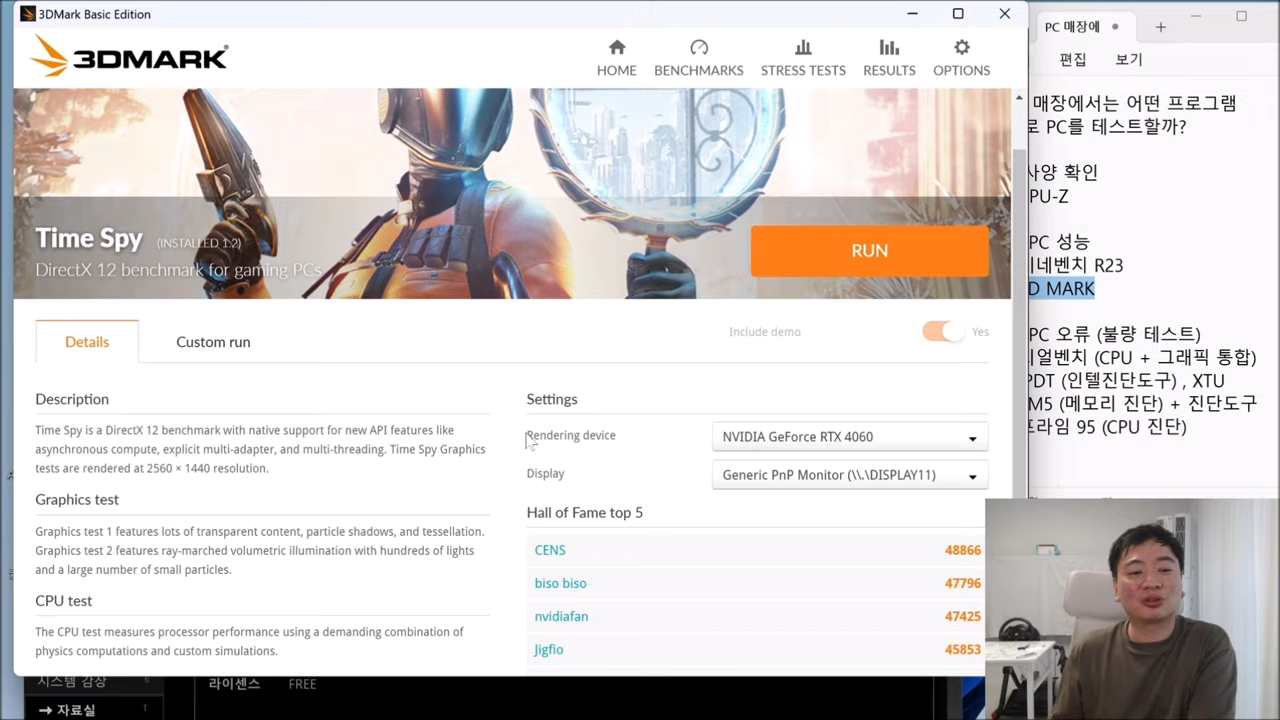 3DMark Basic Edition
3DMARK
HOME
BENCHMARKS
STRESS TESTS
RESULTS
OPTIONS
Time Spy (INSTALLED 1.2)
DirectX 12 benchmark for gaming PCs
RUN
Details
Custom run
Include demo
Yes
Description
Time Spy is a DirectX 12 benchmark with native support for new API features like
asynchronous compute, explicit multi-adapter, and multi-threading. Time Spy Graphics
tests are rendered at 2560 × 1440 resolution.
Graphics test
Graphics test 1 features lots of transparent content, particle shadows, and tessellation.
Graphics test 2 features ray-marched volumetric illumination with hundreds of lights
and a large number of small particles.
CPU test
The CPU test measures processor performance using a demanding combination of
physics computations and custom simulations.
Settings
Rendering device
NVIDIA GeForce RTX 4060
Display
Generic PnP Monitor (\\.\DISPLAY11)
Hall of Fame top 5
CENS 48866
biso biso 47796
nvidiafan 47425
Jigfio 45853
시스템 감상 6
→ 자료실
라이센스 FREE
PC 매장에
편집 보기
매장에서는 어떤 프로그램
로 PC를 테스트할까?
사양 확인
PU-Z
PC 성능
네벤치 R23
D MARK
PC 오류 (불량 테스트)
얼벤치 (CPU + 그래픽 통합)
PDT (인텔진단도구) , XTU
M5 (메모리 진단) + 진단도구
프라임 95 (CPU 진단)